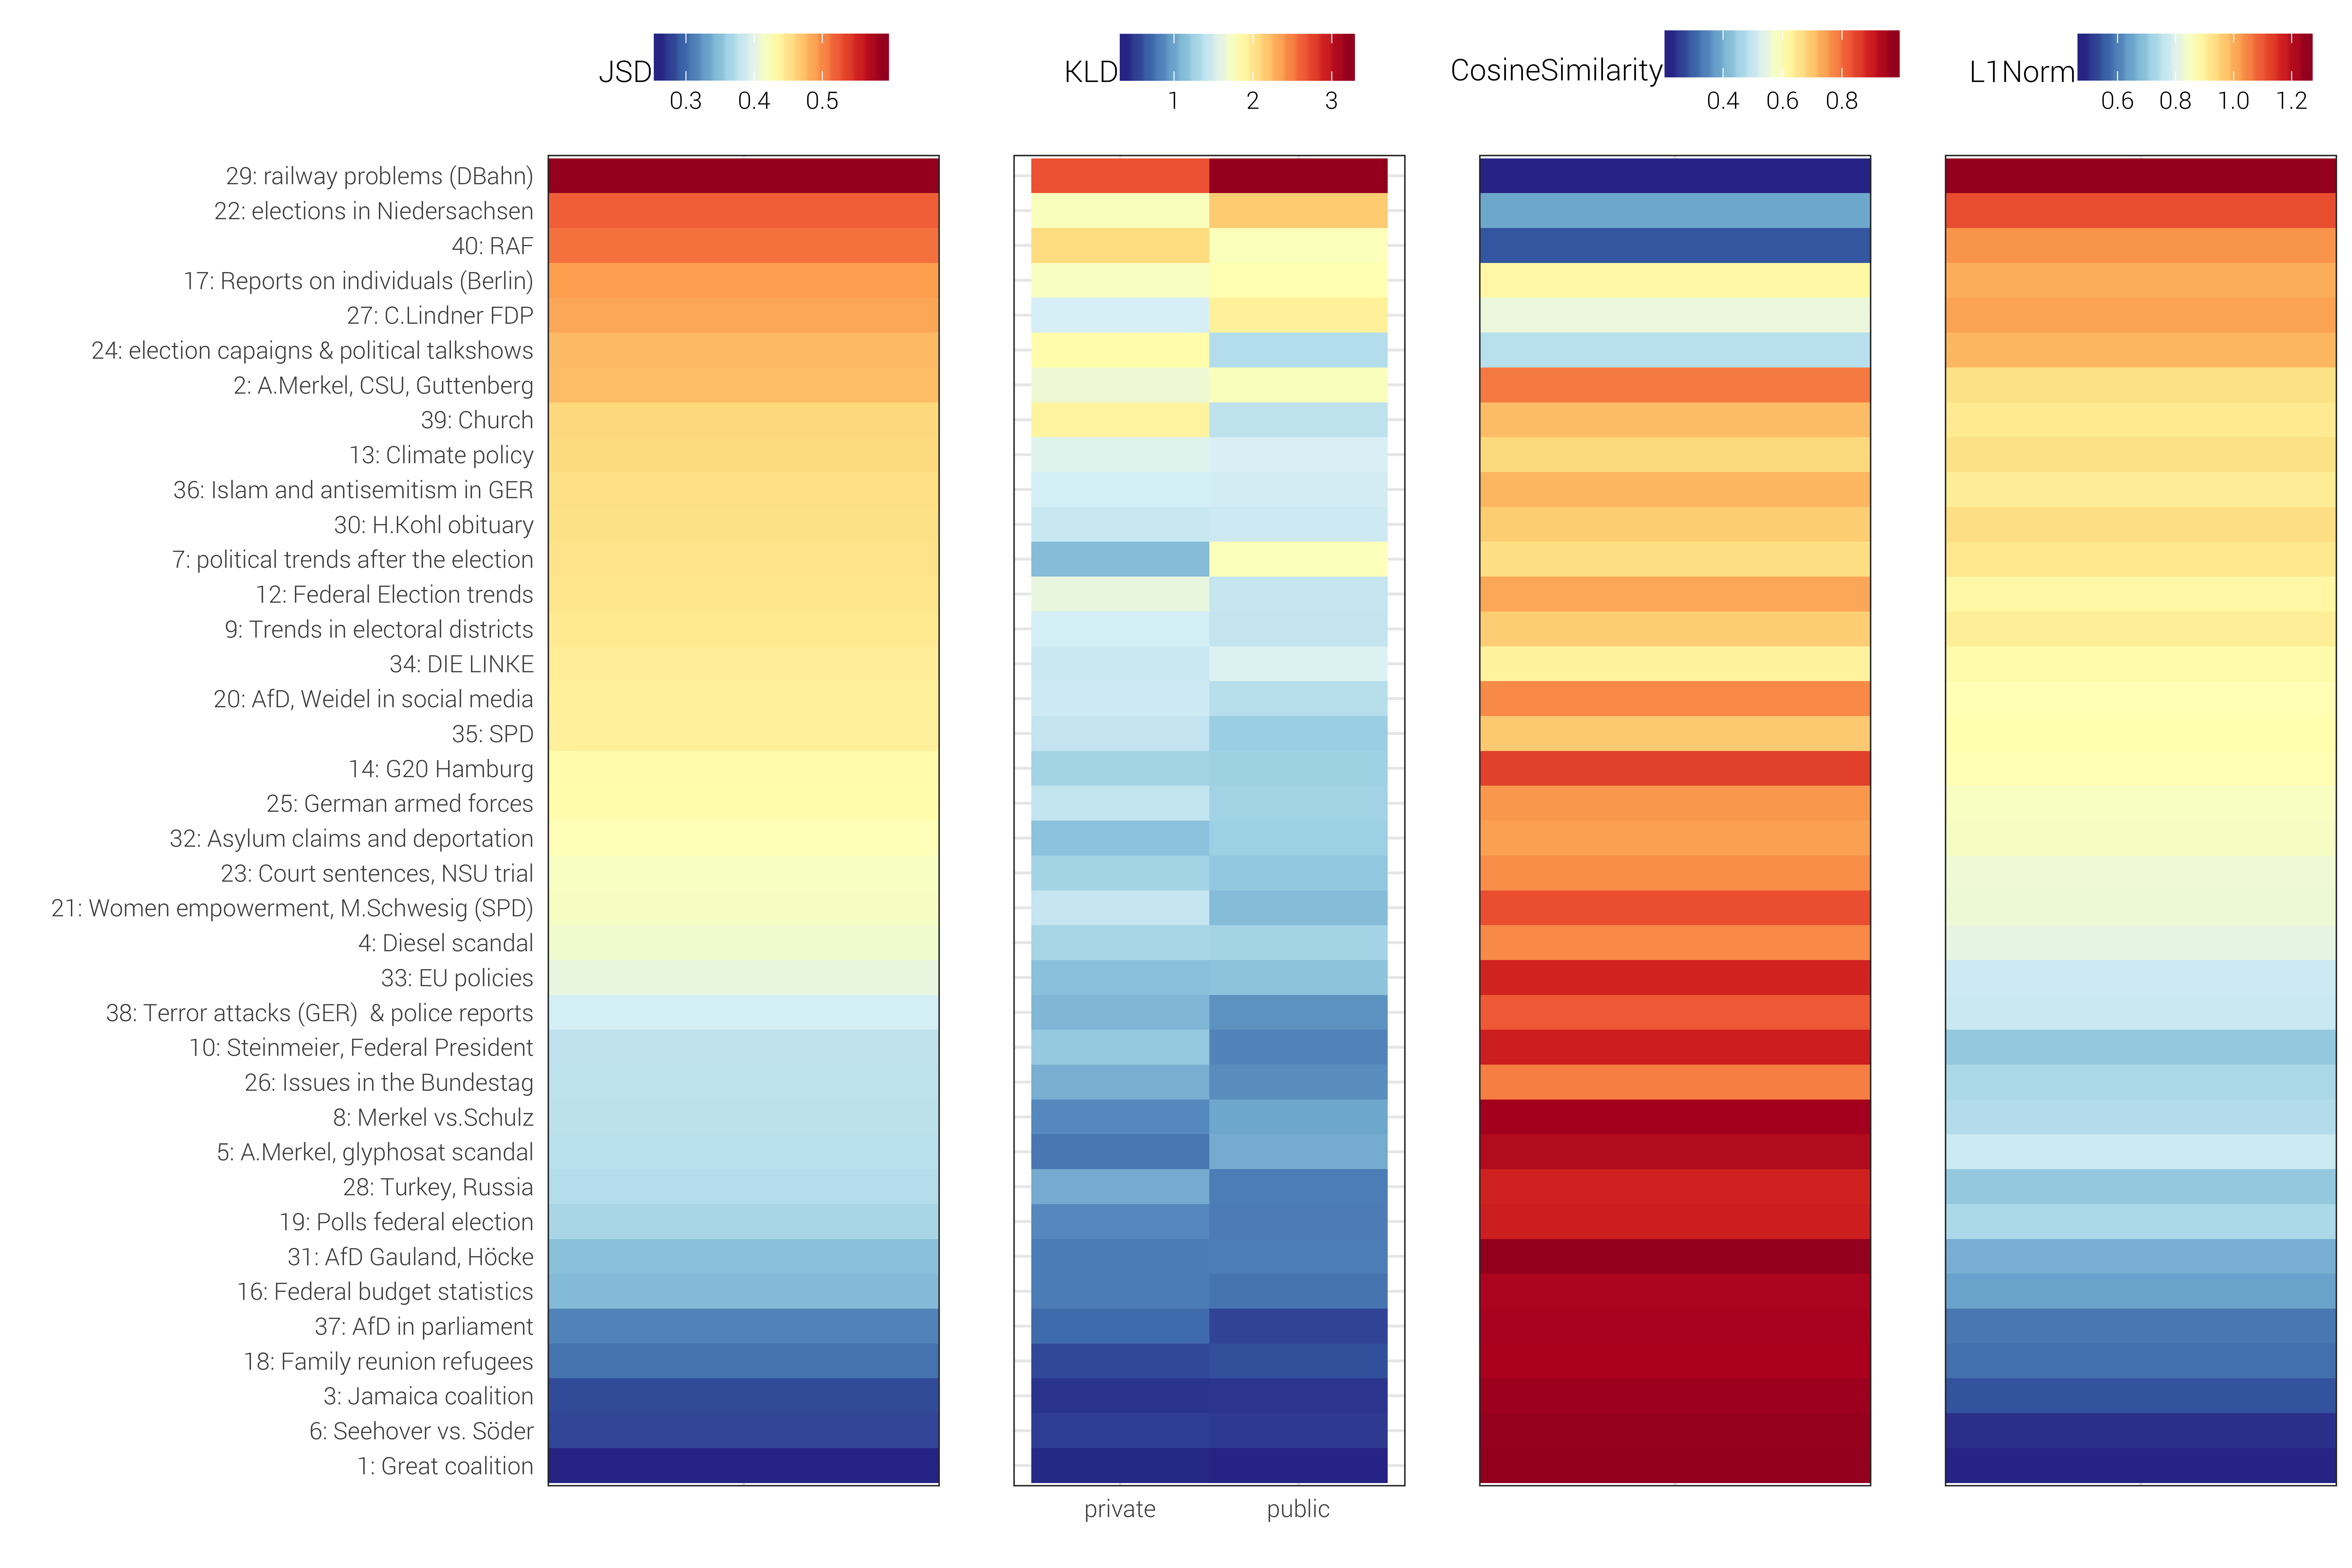 JSD
0.3 0.4 0.5
KLD
1 2 3
CosineSimilarity
0.4 0.6 0.8
L1Norm
0.6 0.8 1.0 1.2
29: railway problems (DBahn)
22: elections in Niedersachsen
40: RAF
17: Reports on individuals (Berlin)
27: C.Lindner FDP
24: election capaigns & political talkshows
2: A.Merkel, CSU, Guttenberg
39: Church
13: Climate policy
36: Islam and antisemitism in GER
30: H.Kohl obituary
7: political trends after the election
12: Federal Election trends
9: Trends in electoral districts
34: DIE LINKE
20: AfD, Weidel in social media
35: SPD
14: G20 Hamburg
25: German armed forces
32: Asylum claims and deportation
23: Court sentences, NSU trial
21: Women empowerment, M.Schwesig (SPD)
4: Diesel scandal
33: EU policies
38: Terror attacks (GER)  & police reports
10: Steinmeier, Federal President
26: Issues in the Bundestag
8: Merkel vs.Schulz
5: A.Merkel, glyphosat scandal
28: Turkey, Russia
19: Polls federal election
31: AfD Gauland, Höcke
16: Federal budget statistics
37: AfD in parliament
18: Family reunion refugees
3: Jamaica coalition
6: Seehover vs. Söder
1: Great coalition
private public